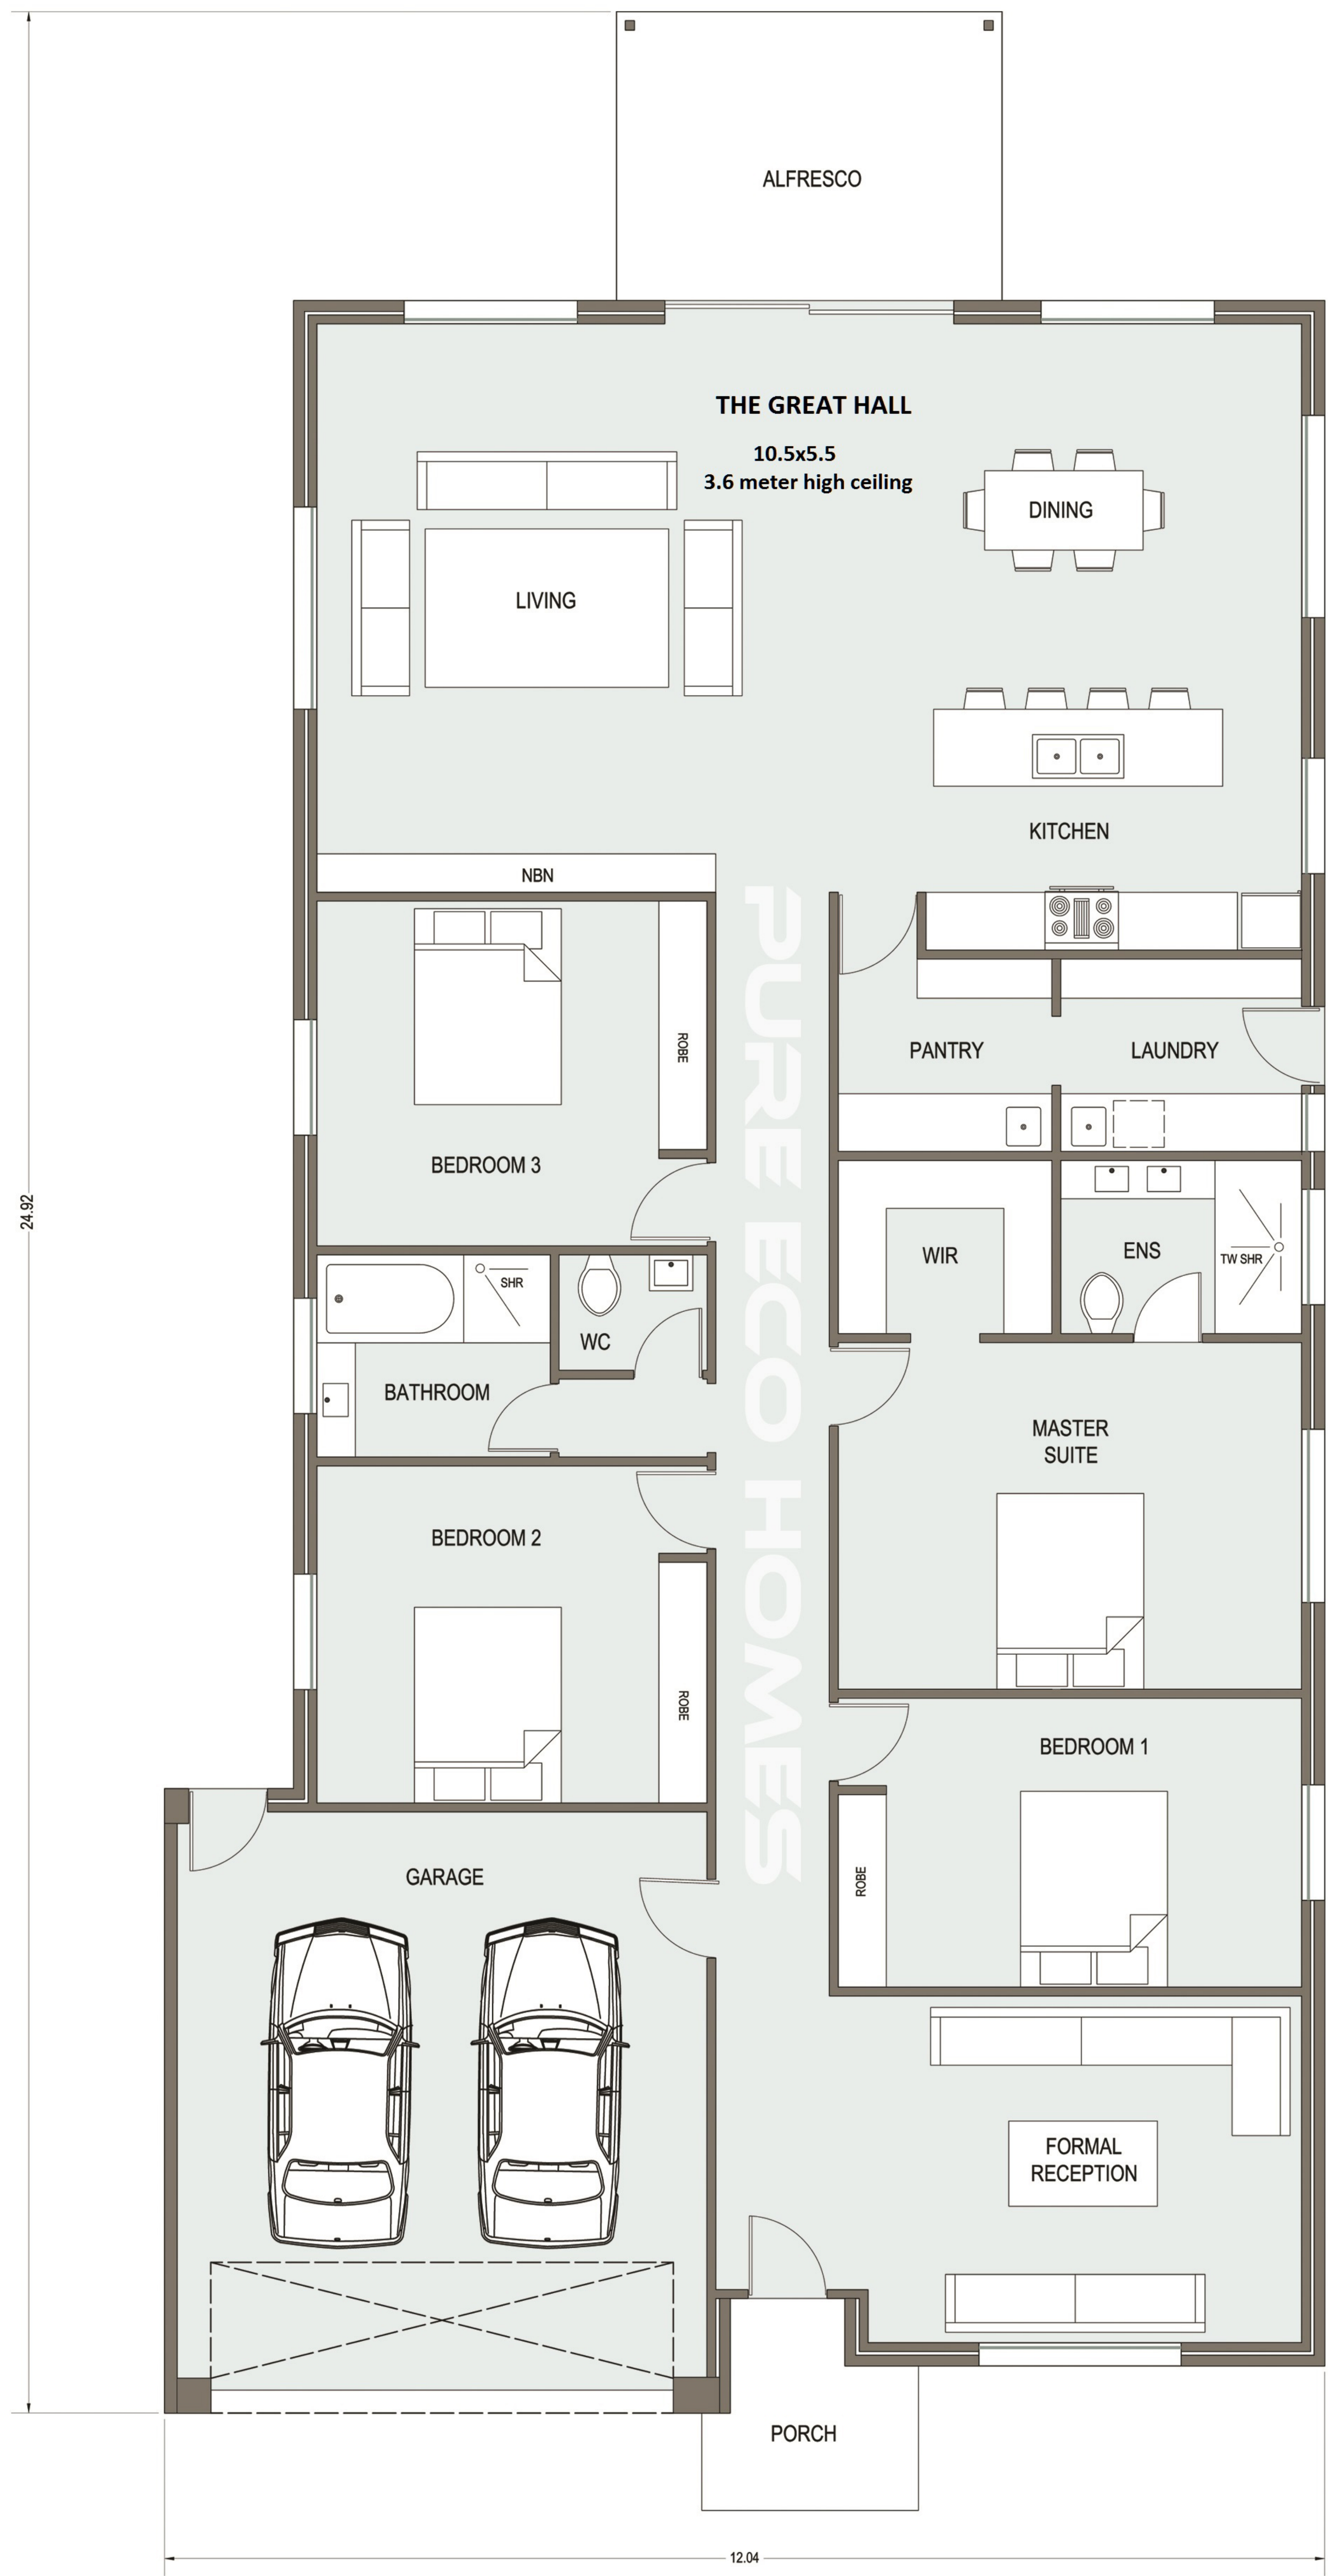 ALFRESCO
THE GREAT HALL
10.5x5.5
3.6 meter high ceiling
DINING
LIVING
KITCHEN
NBN
PURE ECO HOMES
ROBE
PANTRY
LAUNDRY
BEDROOM 3
24.92
WIR
ENS
TW SHR
SHR
WC
BATHROOM
MASTER
SUITE
BEDROOM 2
ROBE
BEDROOM 1
GARAGE
ROBE
FORMAL
RECEPTION
PORCH
12.04